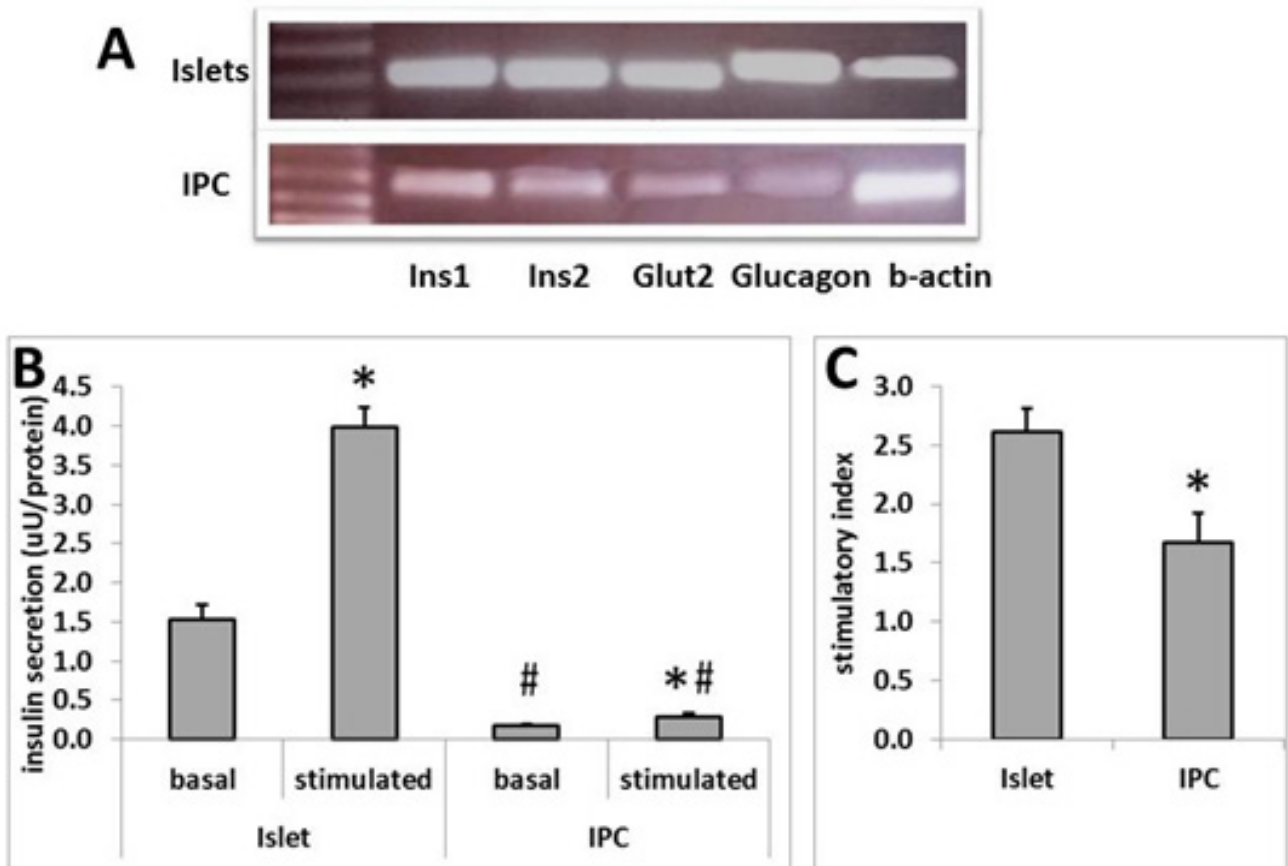 A
Islets
IPC
Ins1 Ins2 Glut2 Glucagon b-actin
B
insulin secretion (uU/protein)
4.5
4.0
3.5
3.0
2.5
2.0
1.5
1.0
0.5
0.0
*
#
*#
basal stimulated basal stimulated
Islet IPC
C
stimulatory index
3.0
2.5
2.0
1.5
1.0
0.5
0.0
*
Islet IPC